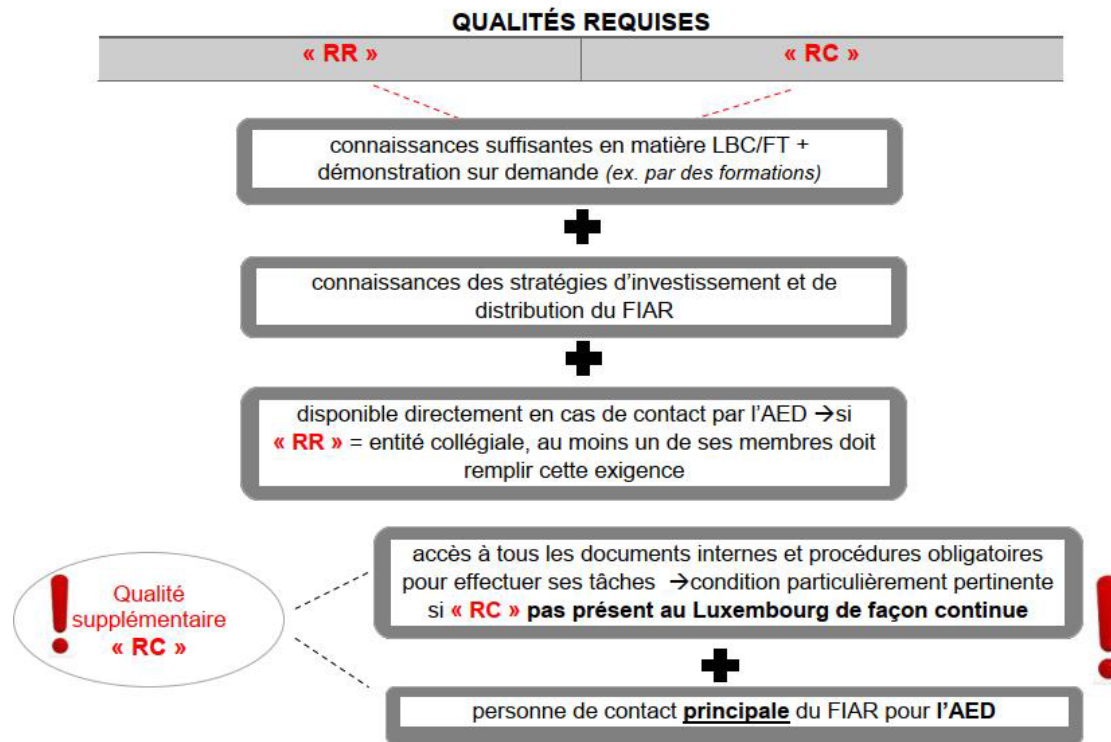 QUALITÉS REQUISES
« RR »
« RC »
connaissances suffisantes en matière LBC/FT +
démonstration sur demande (ex. par des formations)
connaissances des stratégies d'investissement et de
distribution du FIAR
disponible directement en cas de contact par l'AED →si
« RR » = entité collégiale, au moins un de ses membres doit
remplir cette exigence
Qualité
supplémentaire
« RC »
accès à tous les documents internes et procédures obligatoires
pour effectuer ses tâches →condition particulièrement pertinente
si « RC » pas présent au Luxembourg de façon continue
personne de contact principale du FIAR pour l'AED